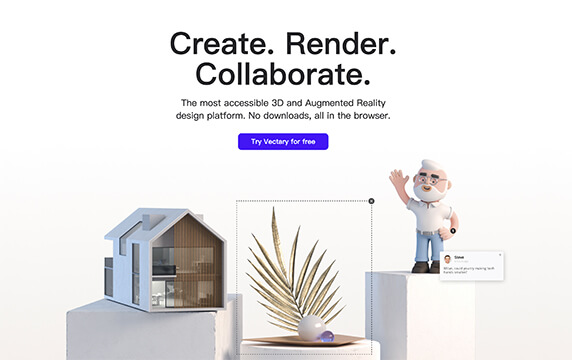 Create. Render.
Collaborate.
The most accessible 3D and Augmented Reality
design platform. No downloads, all in the browser.
Try Vectary for free
Steve